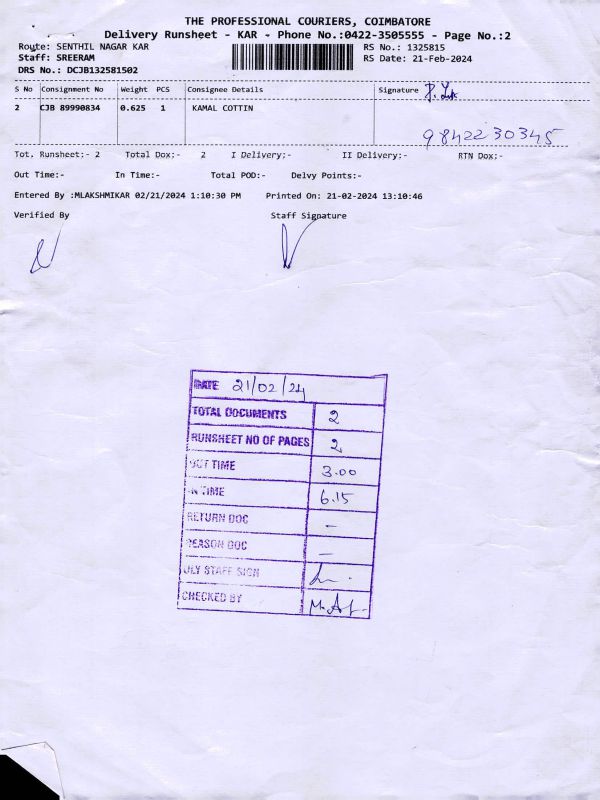 THE PROFESSIONAL COURIERS, COIMBATORE
Delivery Runsheet - KAR - Phone No.:0422-3505555 - Page No.:2
Route: SENTHIL NAGAR KAR RS No.: 1325815
Staff: SREERAM RS Date: 21-Feb-2024
DRS No.: DCJB132581502
S No Consignment No Weight PCS Consignee Details Signature
2 CJB 89990834 0.625 1 KAMAL COTTIN
9842230345
Tot. Runsheet:- 2 Total Dox:- 2 I Delivery:- II Delivery:- RTN Dox:-
Out Time:- In Time:- Total POD:- Delvy Points:-
Entered By :MLAKSHMIKAR 02/21/2024 1:10:30 PM Printed On: 21-02-2024 13:10:46
Verified By Staff Signature
DATE 21/02/24
TOTAL DOCUMENTS 2
RUNSHEET NO OF PAGES 2
OUT TIME 3.00
IN TIME 6.15
RETURN DOC -
REASON DOC -
DLY STAFF SIGN
CHECKED BY